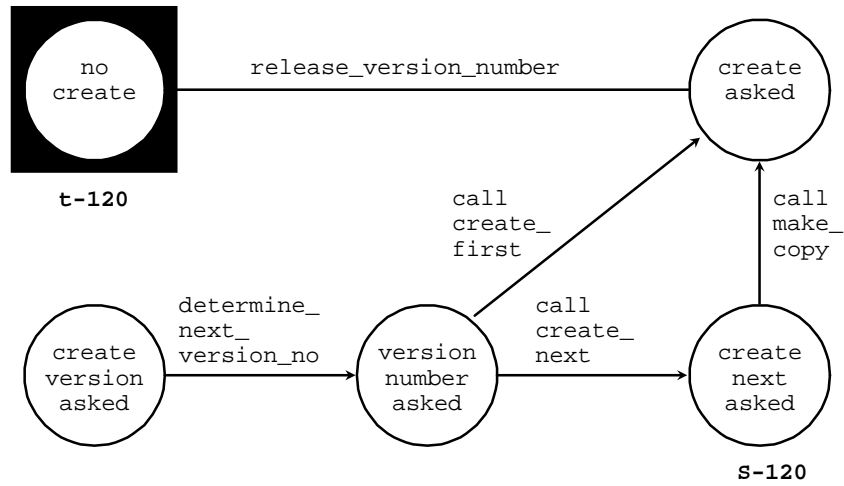 no
create
release_version_number
create
asked
t-120
call
create_
first
call
make_
copy
determine_
next_
version_no
call
create_
next
create
version
asked
version
number
asked
create
next
asked
S-120